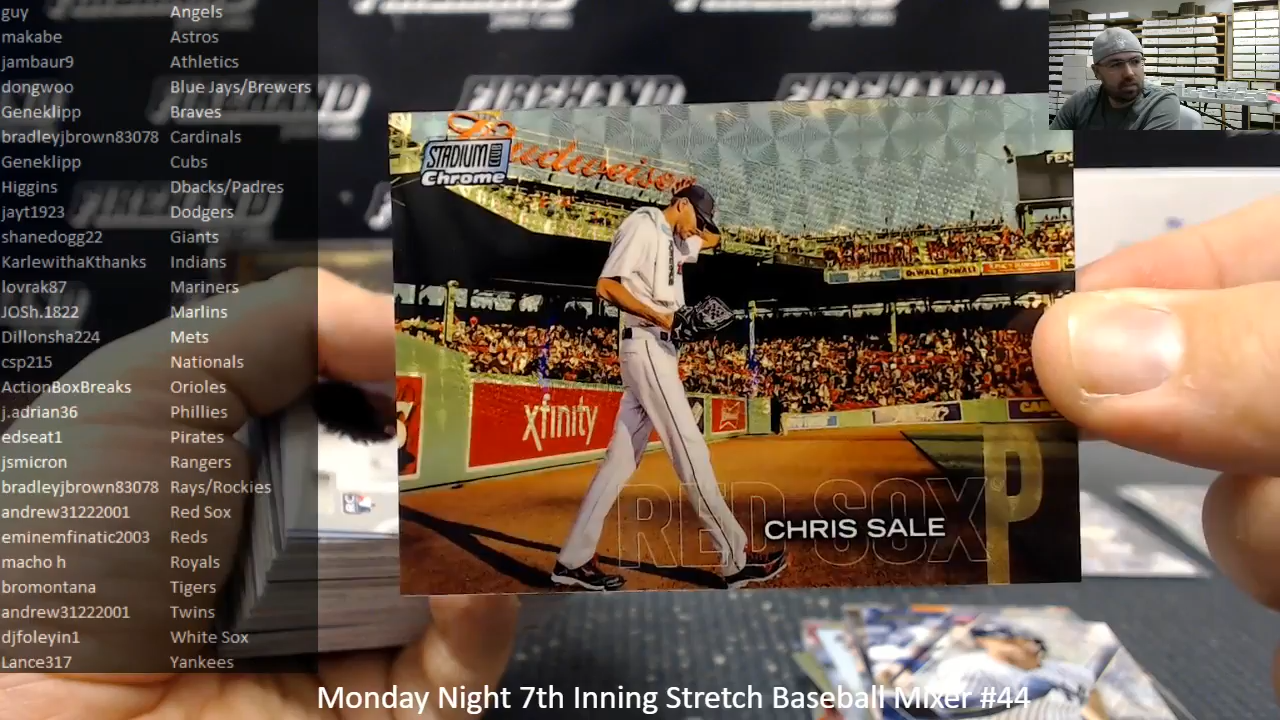 guy Angels
makabe Astros
jambaur9 Athletics
dongwoo Blue Jays/Brewers
Geneklipp Braves
bradleyjbrown83078 Cardinals
Geneklipp Cubs
Higgins Dbacks/Padres
jayt1923 Dodgers
shanedogg22 Giants
KarlewithaKthanks Indians
lovrak87 Mariners
JOSh.1822 Marlins
Dillonsha224 Mets
csp215 Nationals
ActionBoxBreaks Orioles
j.adrian36 Phillies
edseat1 Pirates
jsmicron Rangers
bradleyjbrown83078 Rays/Rockies
andrew31222001 Red Sox
eminemfinatic2003 Reds
macho h Royals
bromontana Tigers
andrew31222001 Twins
djfoleyin1 White Sox
Lance317 Yankees
FIREHAND
Budweiser
STADIUM CLUB
Chrome
FEN
DEWALT DEWALT
xfinity
RED SOX P
CHRIS SALE
Monday Night 7th Inning Stretch Baseball Mixer #44